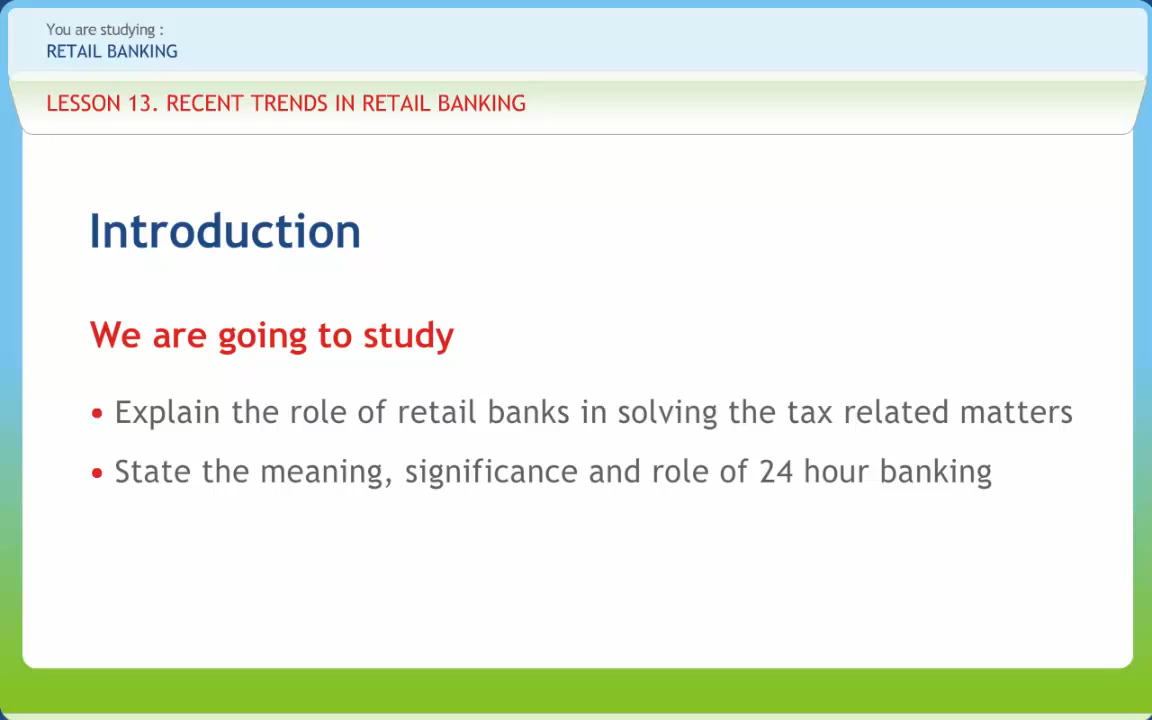 You are studying :
RETAIL BANKING
LESSON 13. RECENT TRENDS IN RETAIL BANKING
Introduction
We are going to study
• Explain the role of retail banks in solving the tax related matters
• State the meaning, significance and role of 24 hour banking